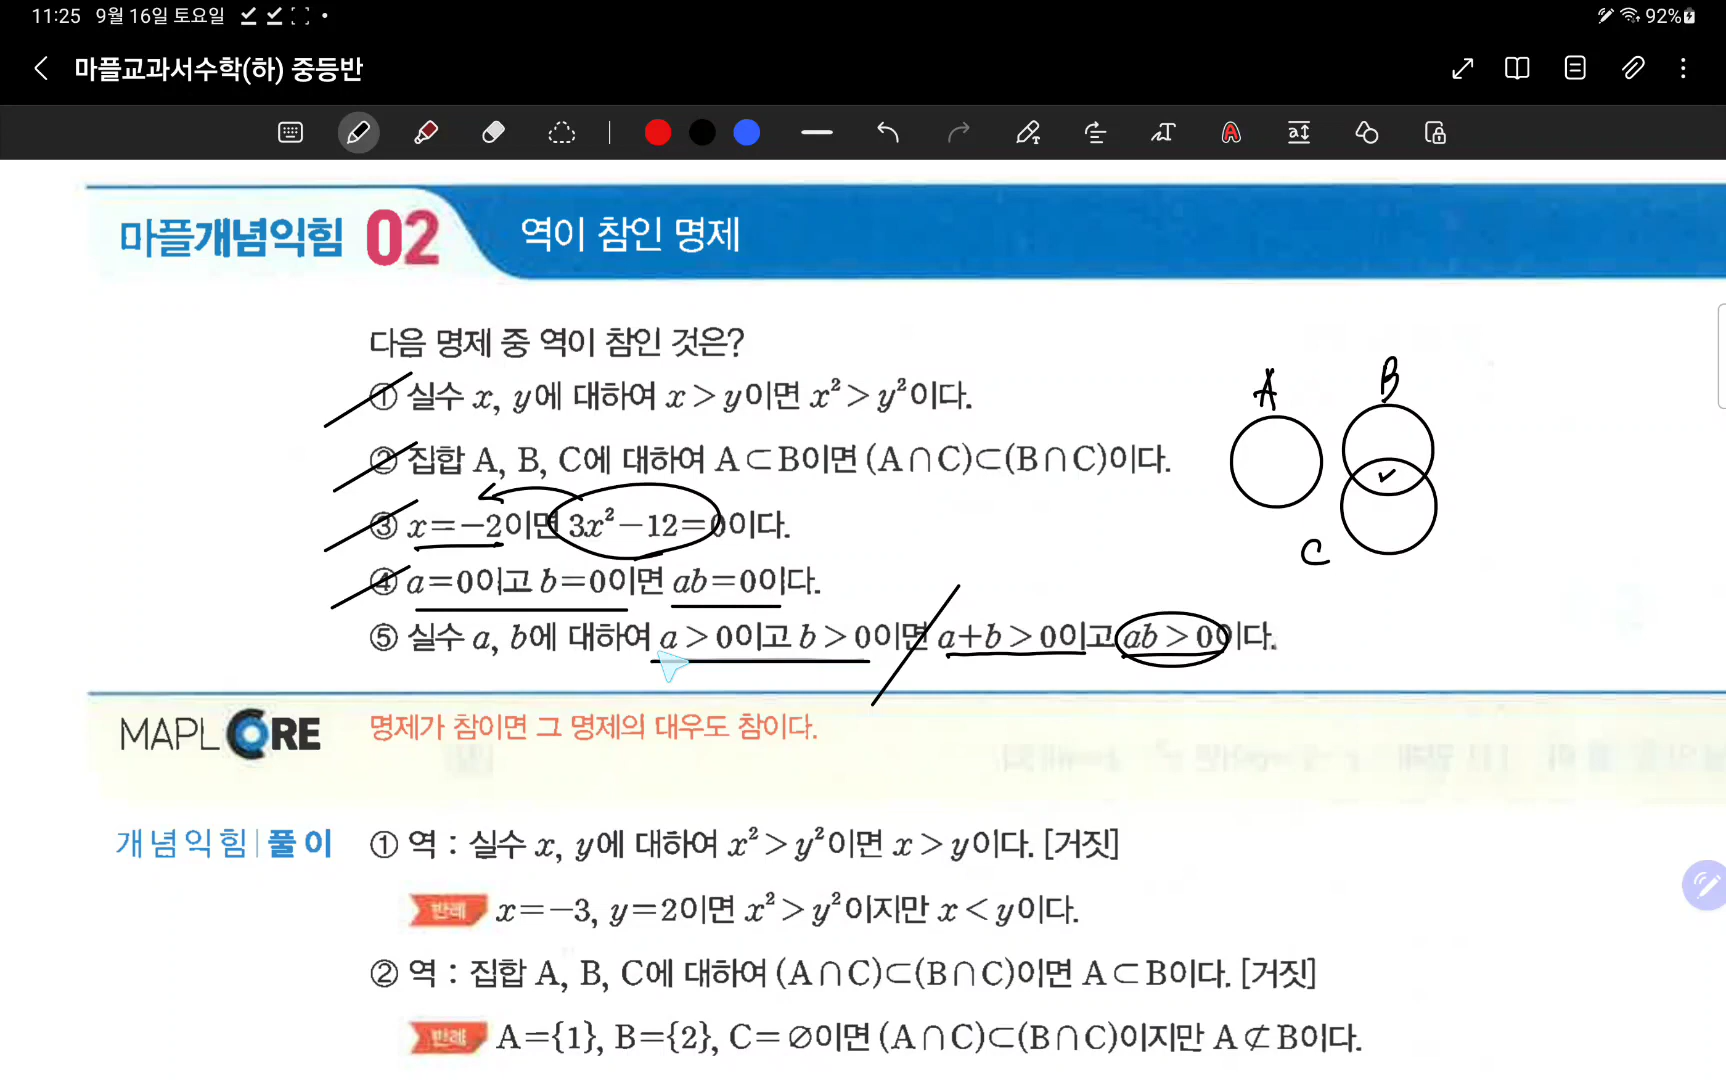 11:25 9월 16일 토요일
92%
마플교과서수학(하) 중등반
마플개념익힘 02 역이 참인 명제
다음 명제 중 역이 참인 것은?
① 실수 x, y에 대하여 x > y이면 x² > y²이다.
② 집합 A, B, C에 대하여 A⊂B이면 (A∩C)⊂(B∩C)이다.
③ x=−2이면 3x²−12=0이다.
④ a=0이고 b=0이면 ab=0이다.
⑤ 실수 a, b에 대하여 a > 0이고 b > 0이면 a+b > 0이고 ab > 0이다.
A B
C
MAPL CORE 명제가 참이면 그 명제의 대우도 참이다.
개념익힘 | 풀이 ① 역 : 실수 x, y에 대하여 x² > y²이면 x > y이다. [거짓]
반례 x=−3, y=2이면 x² > y²이지만 x < y이다.
② 역 : 집합 A, B, C에 대하여 (A∩C)⊂(B∩C)이면 A⊂B이다. [거짓]
반례 A={1}, B={2}, C=∅이면 (A∩C)⊂(B∩C)이지만 A⊄B이다.